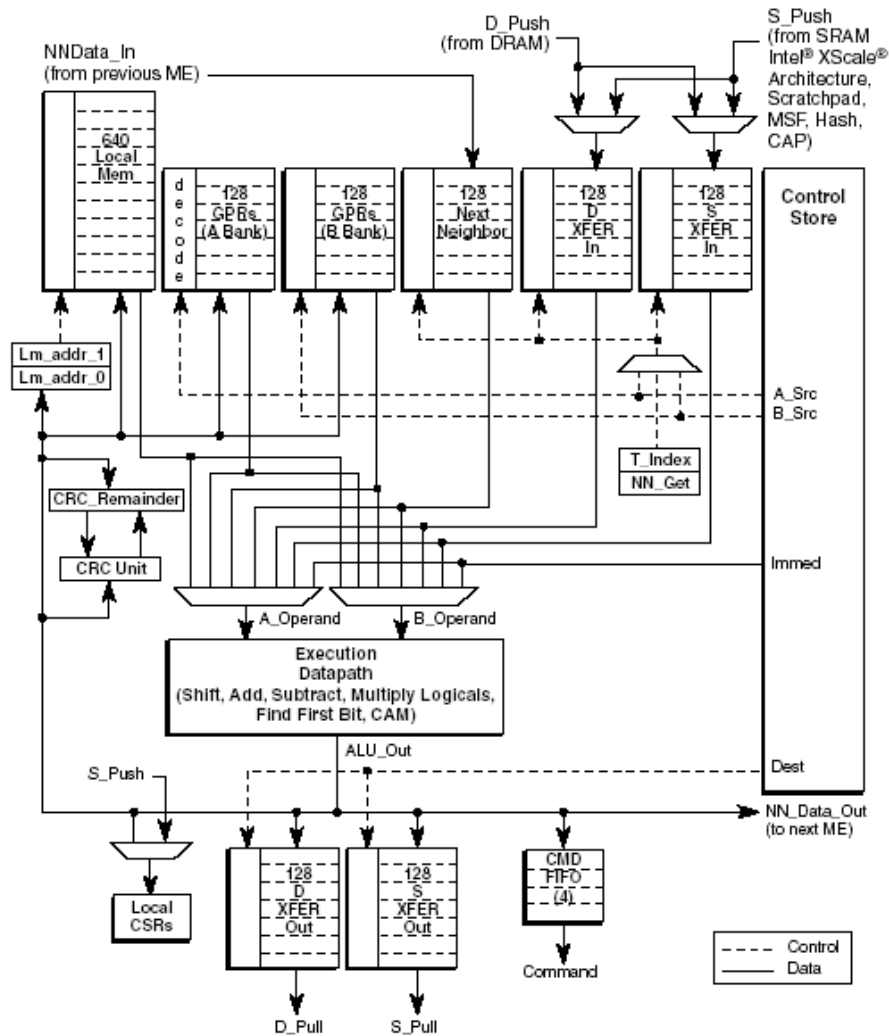 D_Push
(from DRAM)
S_Push
(from SRAM
Intel® XScale®
Architecture,
Scratchpad,
MSF, Hash,
CAP)
NNData_In
(from previous ME)
640
Local
Mem
d
e
c
o
d
e
128
GPRs
(A Bank)
128
GPRs
(B Bank)
128
Next
Neighbor
128
D
XFER
In
128
S
XFER
In
Control
Store
Lm_addr_1
Lm_addr_0
A_Src
B_Src
T_Index
NN_Get
CRC_Remainder
CRC Unit
Immed
A_Operand
B_Operand
Execution
Datapath
(Shift, Add, Subtract, Multiply Logicals,
Find First Bit, CAM)
ALU_Out
S_Push
Dest
NN_Data_Out
(to next ME)
Local
CSRs
128
D
XFER
Out
128
S
XFER
Out
CMD
FIFO
(4)
Command
D_Pull
S_Pull
Control
Data